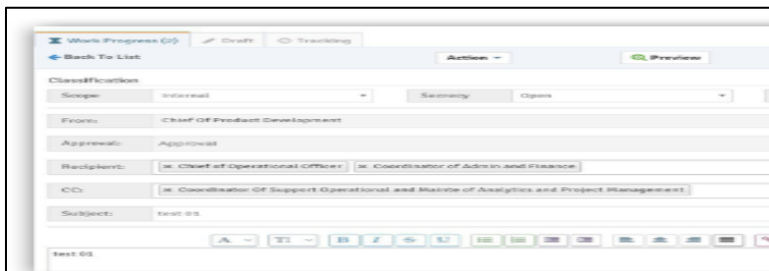 Work Progress (2) Draft Tracking
Back To List Action Preview
Classification
Scope Internal Secrecy Open
From: Chief Of Product Development
Approval: Approval
Recipient: × Chief of Operational Officer × Coordinator of Admin and Finance
CC: × Coordinator Of Support Operational and Mainte of Analytics and Project Management
Subject: test 01
A T1 B I S U
test 01